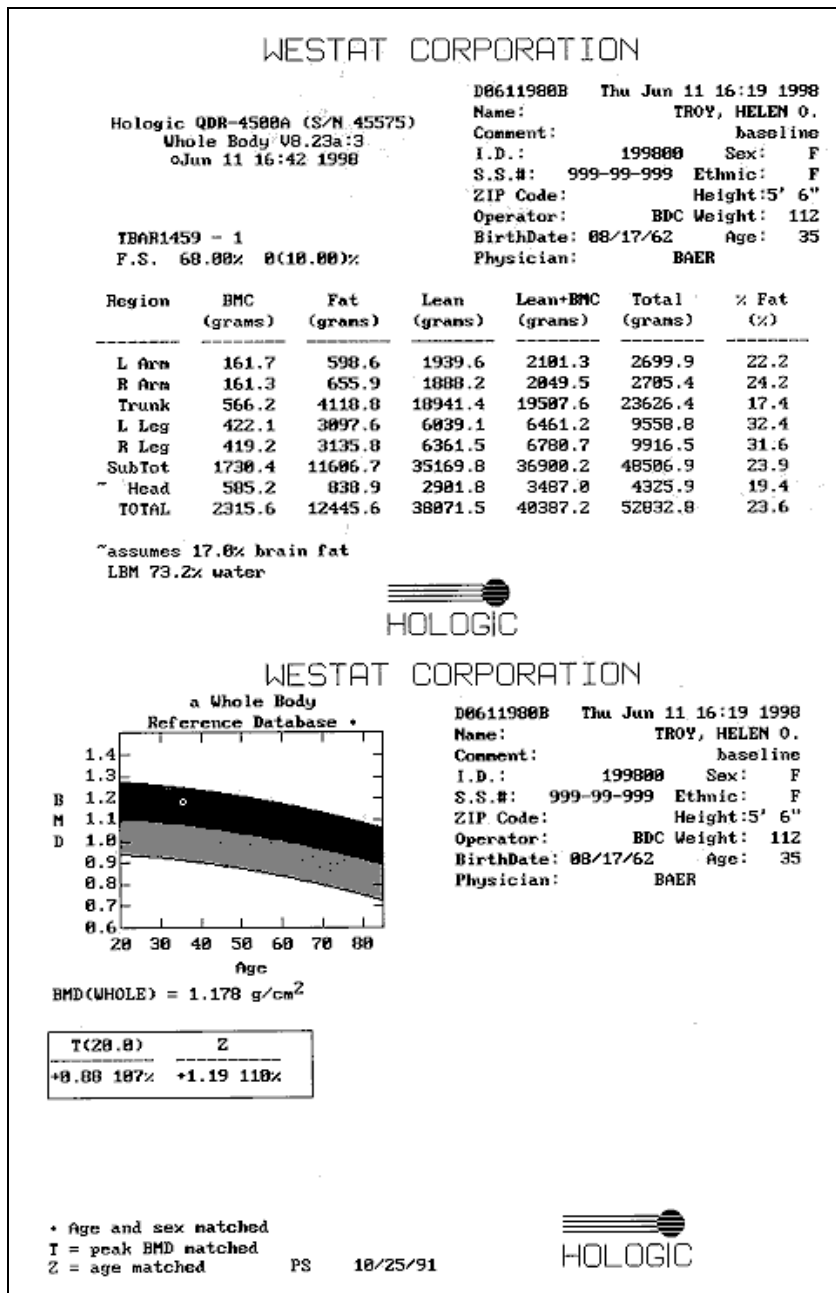 WESTAT CORPORATION
D0611980B Thu Jun 11 16:19 1998
Name: TROY, HELEN O.
Comment: baseline
I.D.: 199800 Sex: F
S.S.#: 999-99-999 Ethnic: F
ZIP Code: Height:5' 6"
Operator: BDC Weight: 112
BirthDate: 08/17/62 Age: 35
Physician: BAER
Hologic QDR-4500A (S/N 45575)
Whole Body V8.23a:3
Jun 11 16:42 1998
TBAR1459 - 1
F.S. 68.00% 0(10.00)%
Region BMC Fat Lean Lean+BMC Total % Fat
(grams) (grams) (grams) (grams) (grams) (%)
L Arm 161.7 598.6 1939.6 2101.3 2699.9 22.2
R Arm 161.3 655.9 1888.2 2049.5 2705.4 24.2
Trunk 566.2 4118.8 18941.4 19507.6 23626.4 17.4
L Leg 422.1 3097.6 6039.1 6461.2 9558.8 32.4
R Leg 419.2 3135.8 6361.5 6780.7 9916.5 31.6
SubTot 1730.4 11606.7 35169.8 36900.2 48506.9 23.9
~ Head 585.2 838.9 2901.8 3487.0 4325.9 19.4
TOTAL 2315.6 12445.6 38071.5 40387.2 52832.8 23.6
~assumes 17.0% brain fat
LBM 73.2% water
HOLOGIC
WESTAT CORPORATION
a Whole Body
Reference Database •
1.4
1.3
B 1.2
M 1.1
D 1.0
0.9
0.8
0.7
0.6
20 30 40 50 60 70 80
Age
BMD(WHOLE) = 1.178 g/cm2
D0611980B Thu Jun 11 16:19 1998
Name: TROY, HELEN O.
Comment: baseline
I.D.: 199800 Sex: F
S.S.#: 999-99-999 Ethnic: F
ZIP Code: Height:5' 6"
Operator: BDC Weight: 112
BirthDate: 08/17/62 Age: 35
Physician: BAER
T(20.0) Z
+0.88 107% +1.19 110%
• Age and sex matched
T = peak BMD matched
Z = age matched PS 10/25/91
HOLOGIC